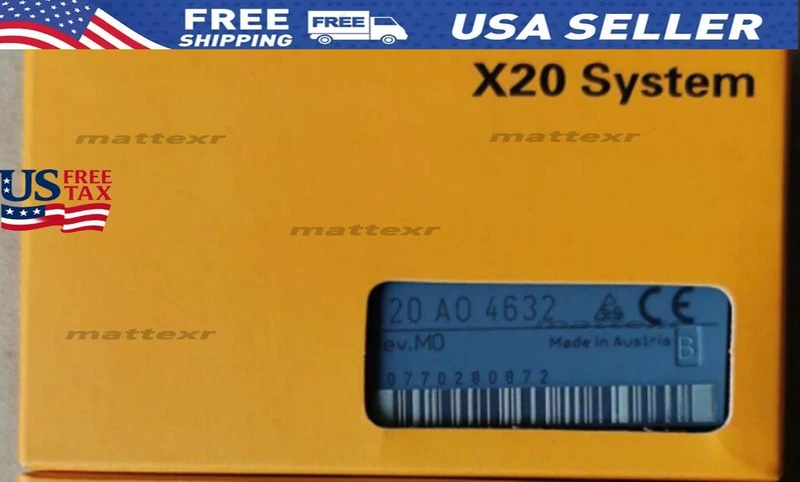 FREE SHIPPING
FREE
USA SELLER
X20 System
mattexr
mattexr
US FREE TAX
mattexr
mattexr
20 AO 4632
CE
mattexr
ev.M0
Made in Austria
B
0770200872